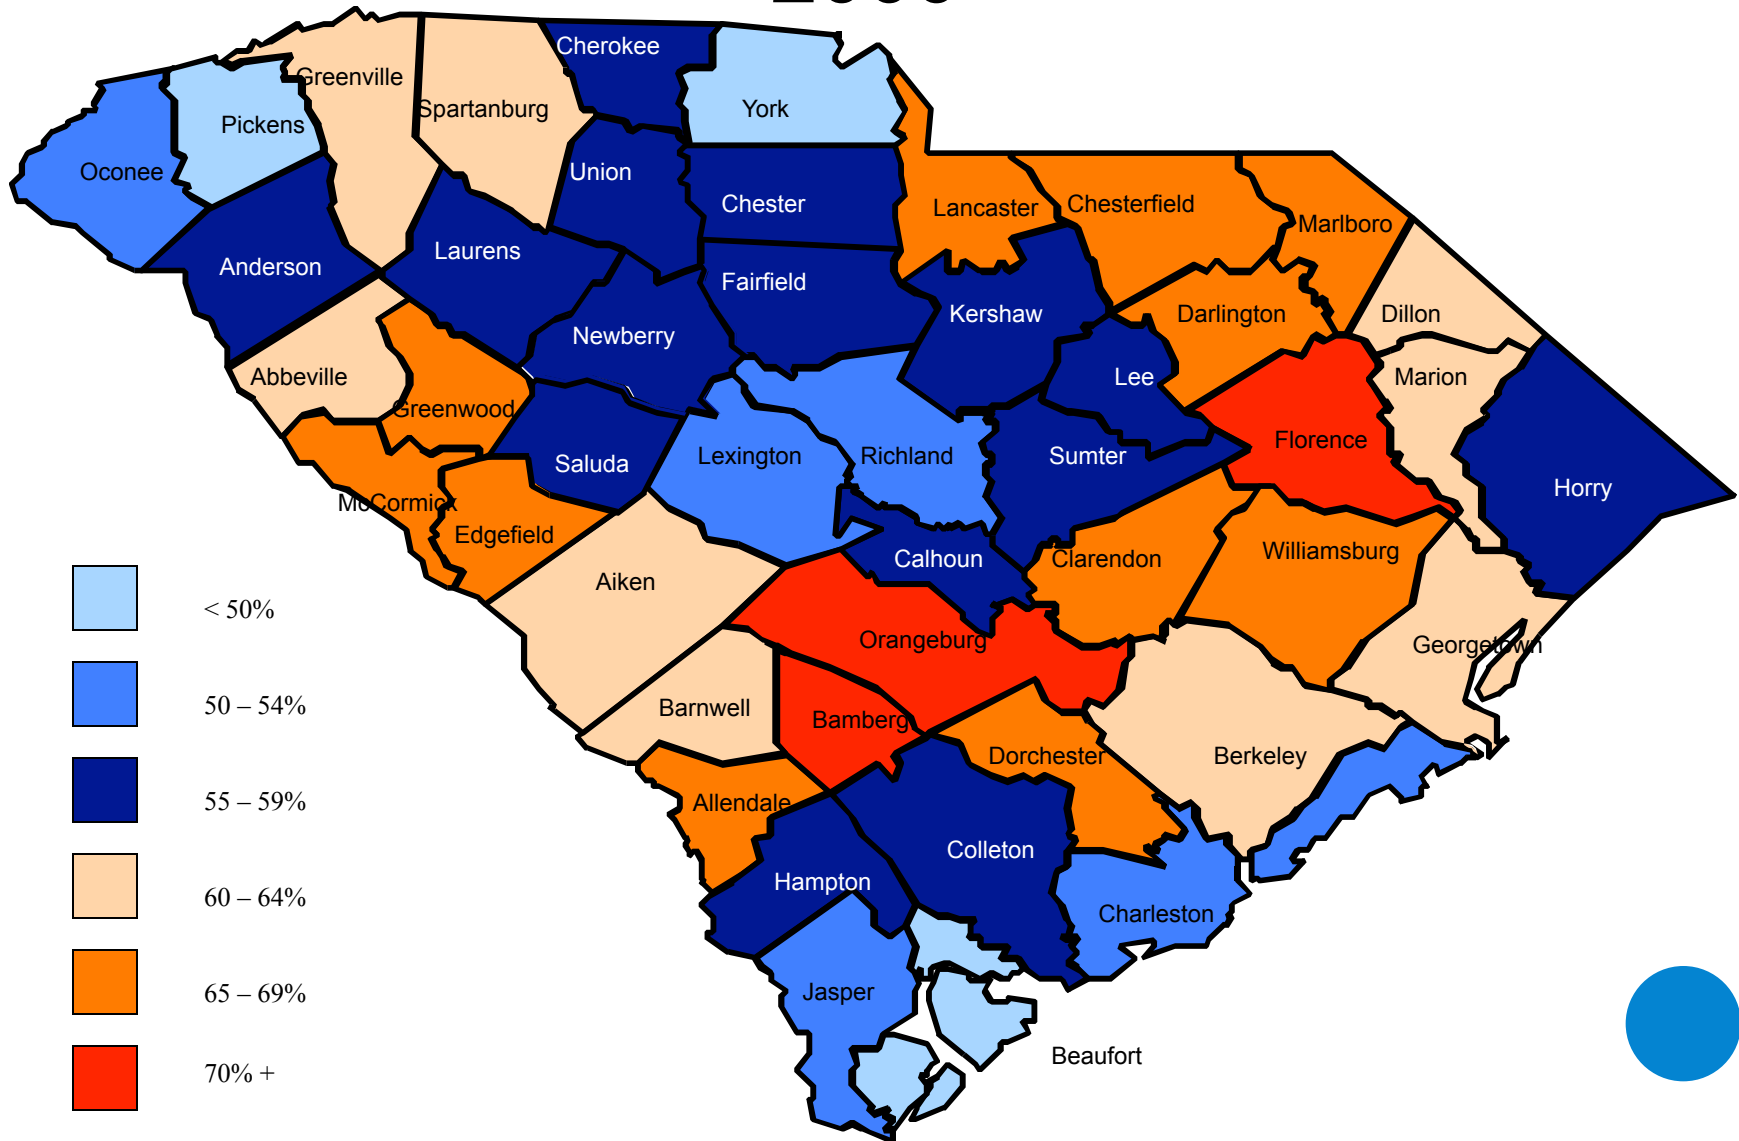 Cherokee
Greenville
Spartanburg
York
Pickens
Oconee
Union
Chester
Lancaster
Chesterfield
Marlboro
Anderson
Laurens
Fairfield
Kershaw
Darlington
Dillon
Newberry
Abbeville
Lee
Marion
Greenwood
Florence
Saluda
Lexington
Richland
Sumter
Horry
McCormick
Edgefield
Calhoun
Clarendon
Williamsburg
Aiken
< 50%
Orangeburg
Georgetown
Barnwell
Bamberg
50 – 54%
Dorchester
Berkeley
Allendale
55 – 59%
Colleton
Hampton
60 – 64%
Charleston
Jasper
65 – 69%
Beaufort
70% +